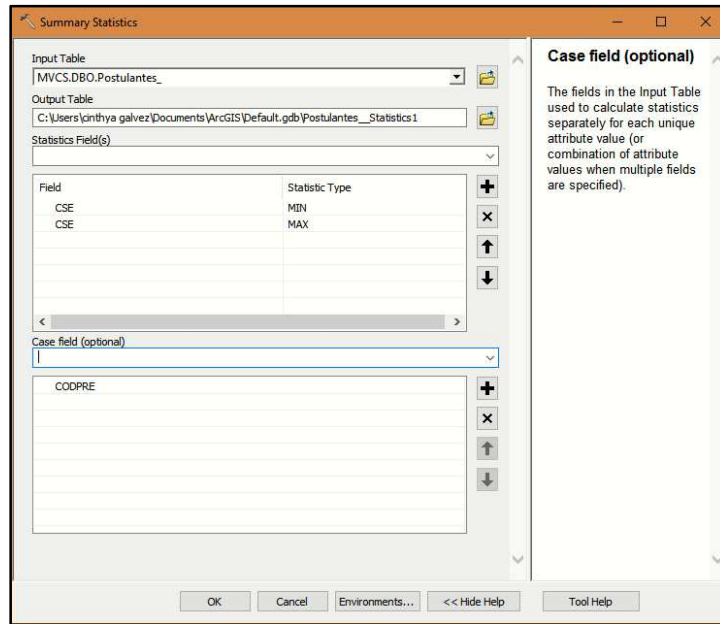 Summary Statistics
Input Table
MVCS.DBO.Postulantes_
Output Table
C:\Users\cinthya galvez\Documents\ArcGIS\Default.gdb\Postulantes__Statistics1
Statistics Field(s)
Field Statistic Type
CSE MIN
CSE MAX
Case field (optional)
CODPRE
OK Cancel Environments... << Hide Help Tool Help
Case field (optional)
The fields in the Input Table
used to calculate statistics
separately for each unique
attribute value (or
combination of attribute
values when multiple fields
are specified).